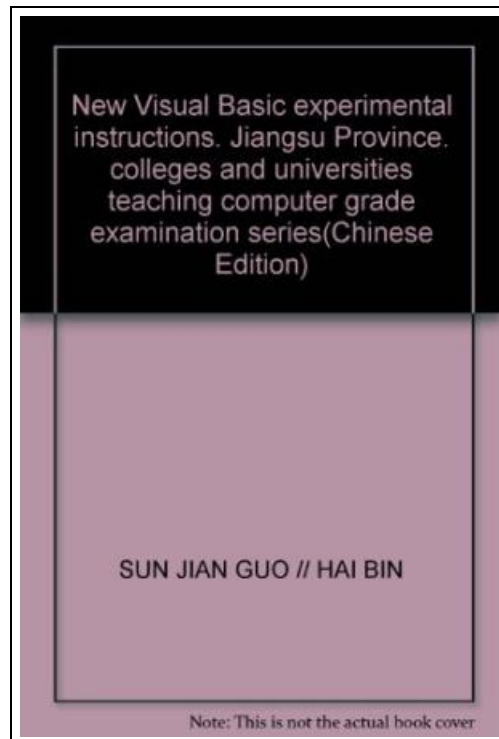 New Visual Basic experimental
instructions. Jiangsu Province.
colleges and universities
teaching computer grade
examination series(Chinese
Edition)
SUN JIAN GUO // HAI BIN
Note: This is not the actual book cover